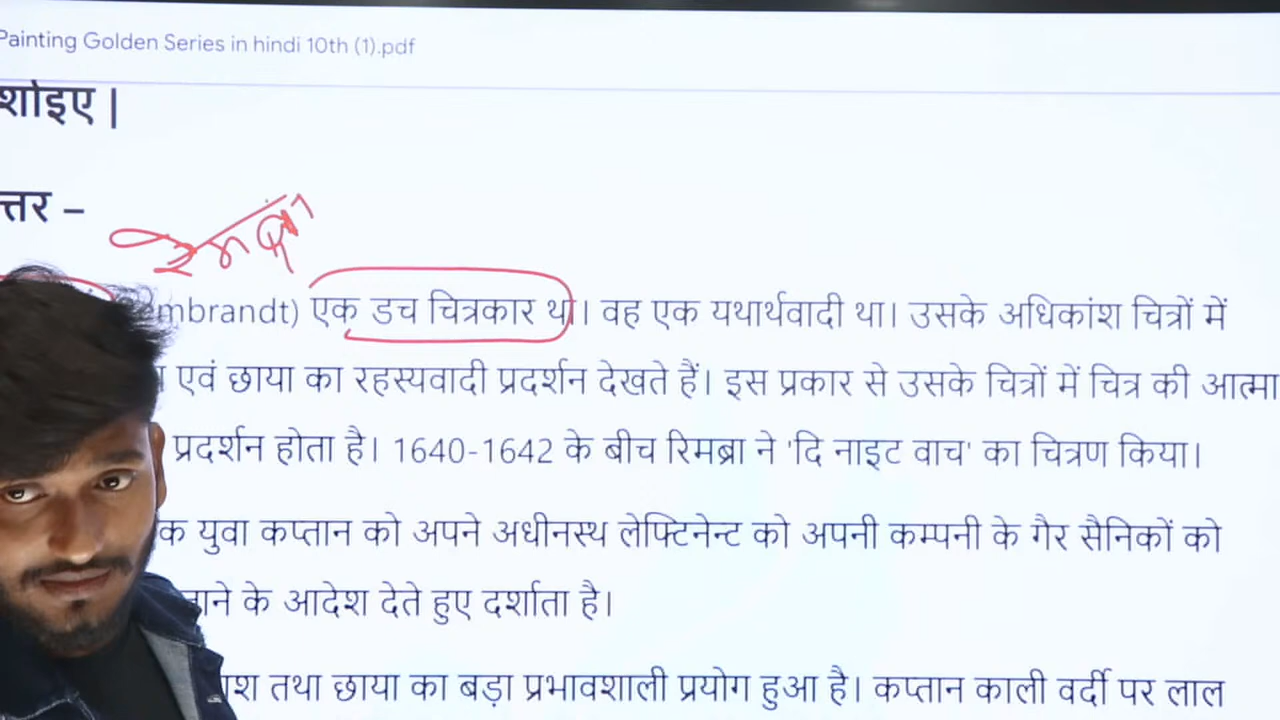 Painting Golden Series in hindi 10th (1).pdf
रमब्रां
mbrandt) एक डच चित्रकार था। वह एक यथार्थवादी था। उसके अधिकांश चित्रों में
एवं छाया का रहस्यवादी प्रदर्शन देखते हैं। इस प्रकार से उसके चित्रों में चित्र की आत्मा
प्रदर्शन होता है। 1640-1642 के बीच रिमब्रा ने 'दि नाइट वाच' का चित्रण किया।
क युवा कप्तान को अपने अधीनस्थ लेफ्टिनेन्ट को अपनी कम्पनी के गैर सैनिकों को
के आदेश देते हुए दर्शाता है।
तथा छाया का बड़ा प्रभावशाली प्रयोग हुआ है। कप्तान काली वर्दी पर लाल